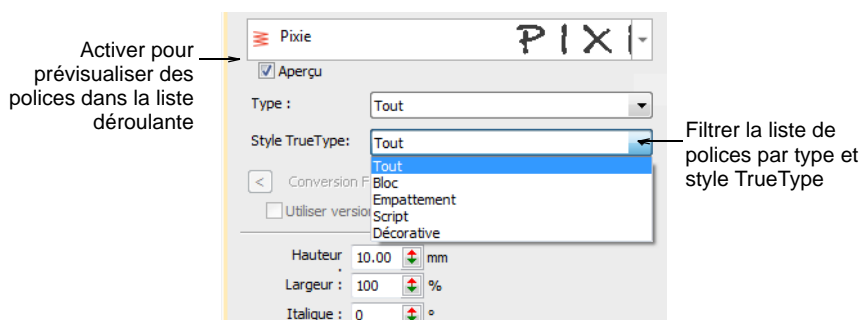 Pixie
PIXI
Activer pour
prévisualiser des
polices dans la liste
déroulante
Aperçu
Type : Tout
Style TrueType: Tout
Filtrer la liste de
polices par type et
style TrueType
Tout
Bloc
Empattement
Script
Décorative
< Conversion F
Utiliser version
Hauteur : 10.00 mm
Largeur : 100 %
Italique : 0 °